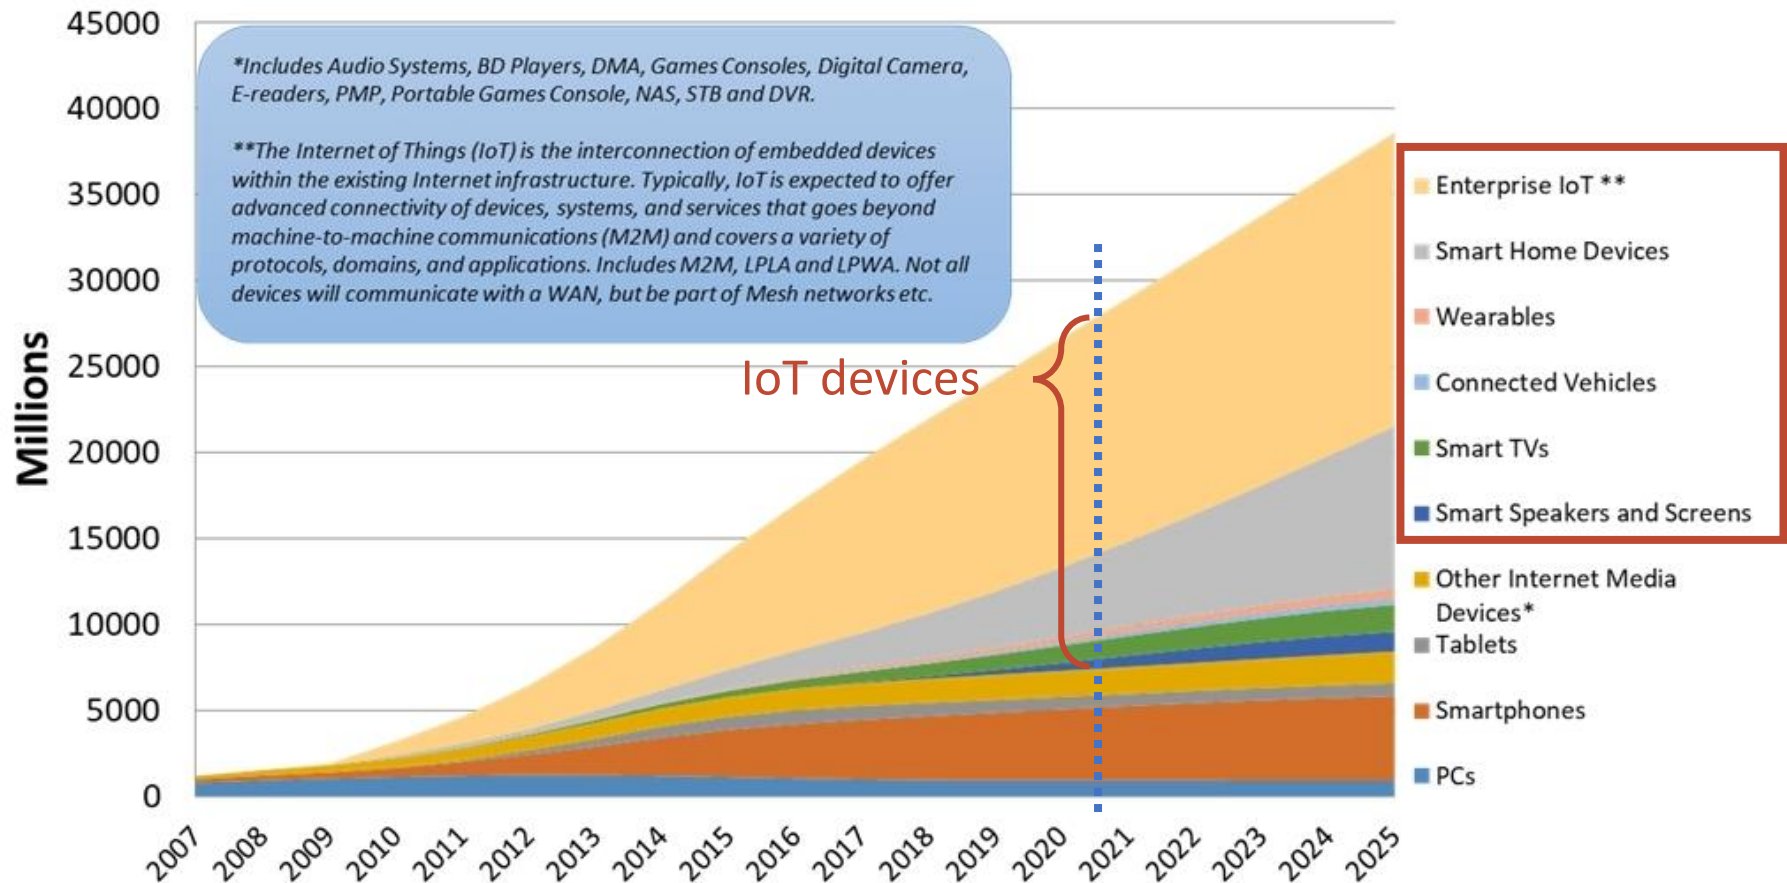 45000
40000
35000
30000
25000
20000
15000
10000
5000
0
Millions
*Includes Audio Systems, BD Players, DMA, Games Consoles, Digital Camera,
E-readers, PMP, Portable Games Console, NAS, STB and DVR.
**The Internet of Things (IoT) is the interconnection of embedded devices
within the existing Internet infrastructure. Typically, IoT is expected to offer
advanced connectivity of devices, systems, and services that goes beyond
machine-to-machine communications (M2M) and covers a variety of
protocols, domains, and applications. Includes M2M, LPLA and LPWA. Not all
devices will communicate with a WAN, but be part of Mesh networks etc.
IoT devices
Enterprise IoT **
Smart Home Devices
Wearables
Connected Vehicles
Smart TVs
Smart Speakers and Screens
Other Internet Media
Devices*
Tablets
Smartphones
PCs
2007
2008
2009
2010
2011
2012
2013
2014
2015
2016
2017
2018
2019
2020
2021
2022
2023
2024
2025